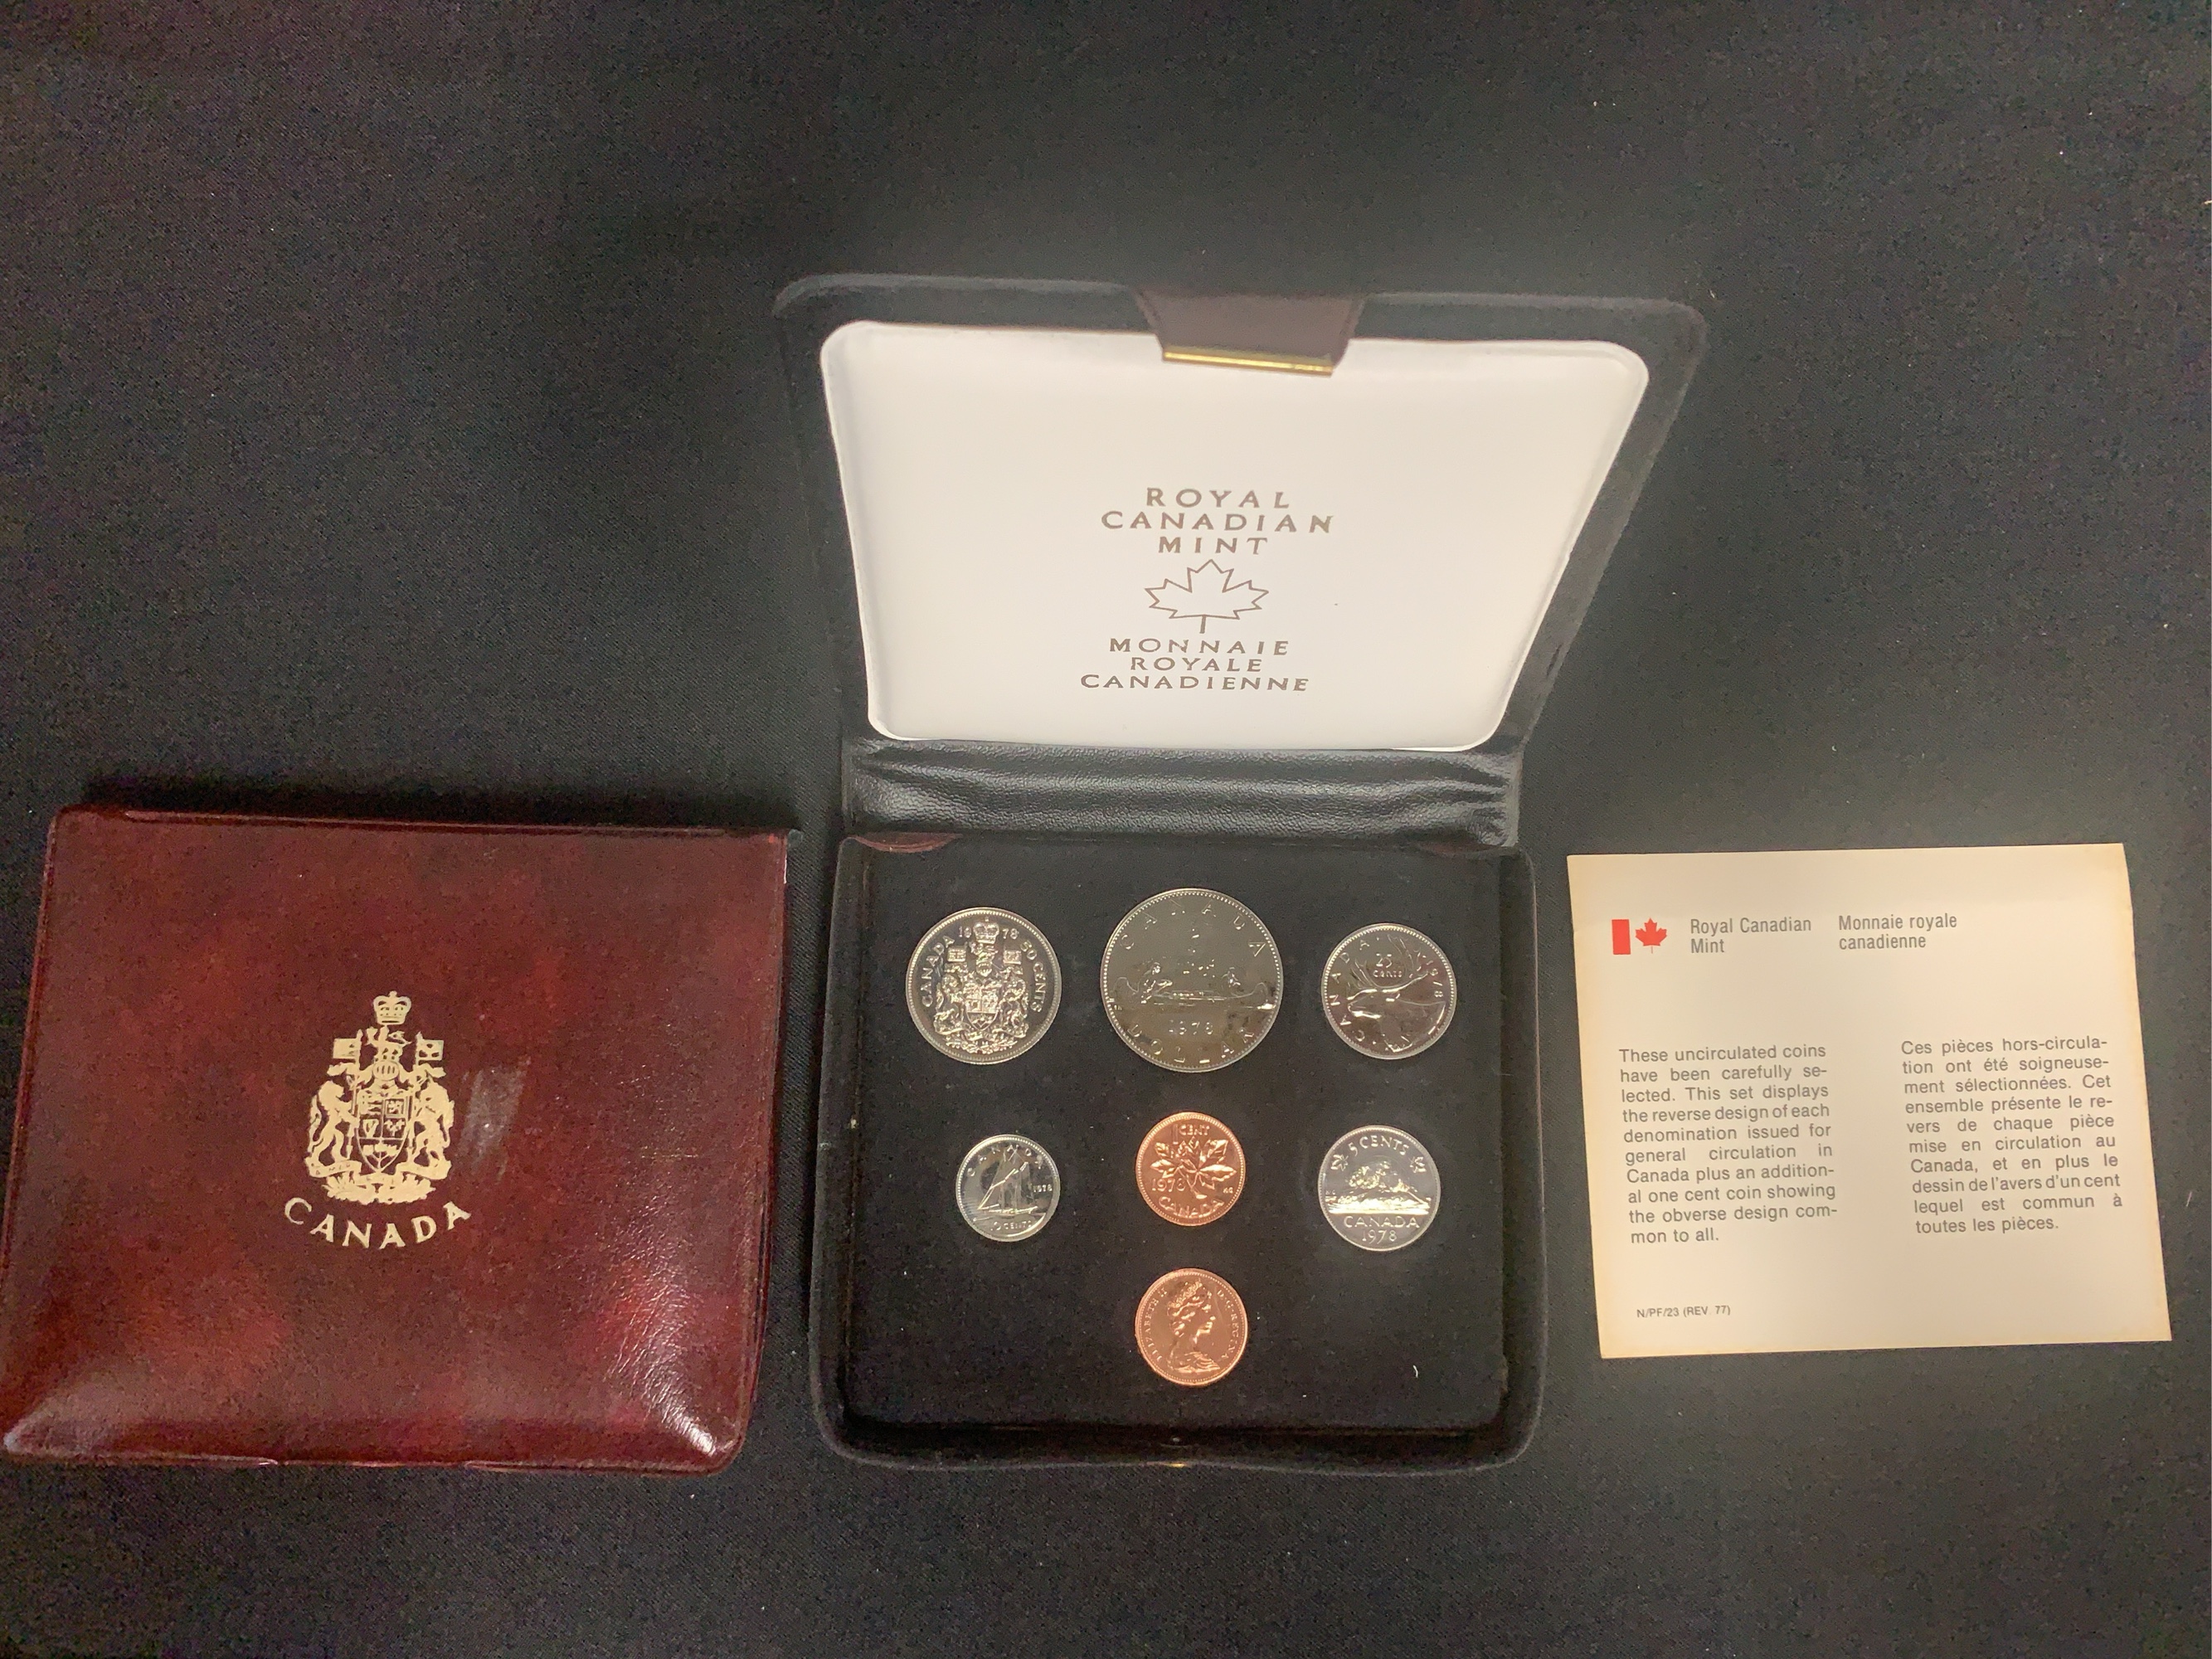 ROYAL
CANADIAN
MINT
MONNAIE
ROYALE
CANADIENNE
CANADA
CANADA 1978 50 CENTS
CANADA
1978
DOLLAR
CANADA
25
cents
1978
CANADA
1978
10 CENTS
1 CENT
1978
CANADA
5 CENTS
CANADA
1978
ELIZABETH II D·G·REGINA
Royal Canadian
Mint
Monnaie royale
canadienne
These uncirculated coins
have been carefully se-
lected. This set displays
the reverse design of each
denomination issued for
general circulation in
Canada plus an addition-
al one cent coin showing
the obverse design com-
mon to all.
Ces pièces hors-circula-
tion ont été soigneuse-
ment sélectionnées. Cet
ensemble présente le re-
vers de chaque pièce
mise en circulation au
Canada, et en plus le
dessin de l'avers d'un cent
lequel est commun à
toutes les pièces.
N/PF/23 (REV 77)